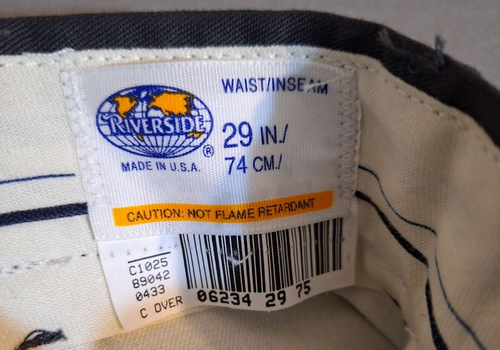 WAIST/INSEAM
RIVERSIDE®
29 IN./
MADE IN U.S.A.
74 CM./
CAUTION: NOT FLAME RETARDANT
C1025
89042
0433
C OVER
06234 29 75